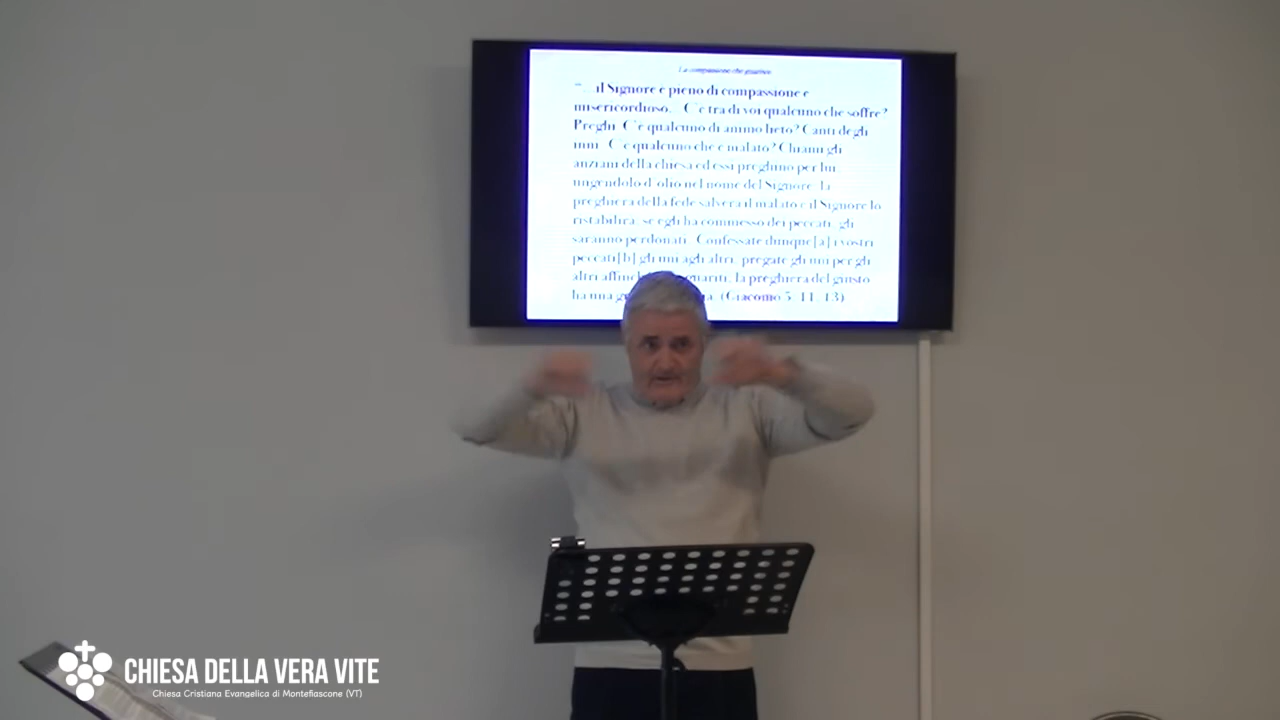 La compassione che guarisce
"...il Signore è pieno di compassione e
misericordioso... C'è tra di voi qualcuno che soffre?
Preghi. C'è qualcuno di animo lieto? Canti degli
inni. C'è qualcuno che è malato? Chiami gli
anziani della chiesa ed essi preghino per lui,
ungendolo d'olio nel nome del Signore: la
preghiera della fede salverà il malato e il Signore lo
ristabilirà; se egli ha commesso dei peccati, gli
saranno perdonati. Confessate dunque[a] i vostri
peccati[b] gli uni agli altri, pregate gli uni per gli
altri guariti; la preghiera del giusto
ha una (Giacomo 5: 11, 13)
CHIESA DELLA VERA VITE
Chiesa Cristiana Evangelica di Montefiascone (VT)